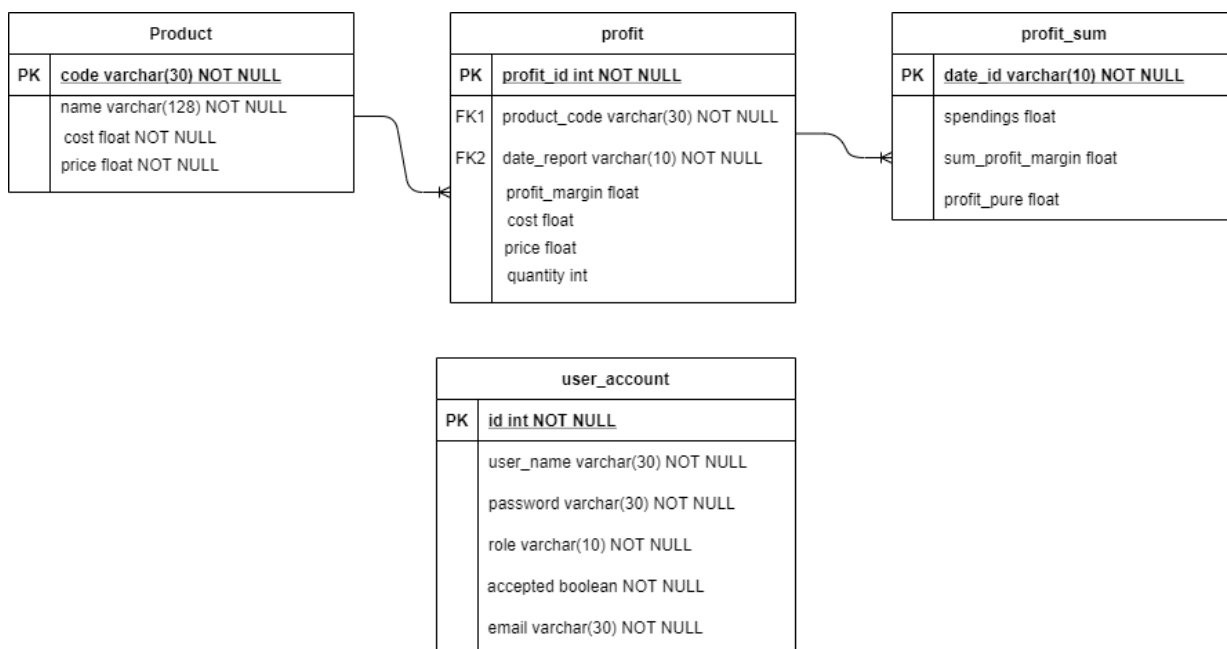 Product
PK code varchar(30) NOT NULL
name varchar(128) NOT NULL
cost float NOT NULL
price float NOT NULL
profit
PK profit_id int NOT NULL
FK1 product_code varchar(30) NOT NULL
FK2 date_report varchar(10) NOT NULL
profit_margin float
cost float
price float
quantity int
profit_sum
PK date_id varchar(10) NOT NULL
spendings float
sum_profit_margin float
profit_pure float
user_account
PK id int NOT NULL
user_name varchar(30) NOT NULL
password varchar(30) NOT NULL
role varchar(10) NOT NULL
accepted boolean NOT NULL
email varchar(30) NOT NULL